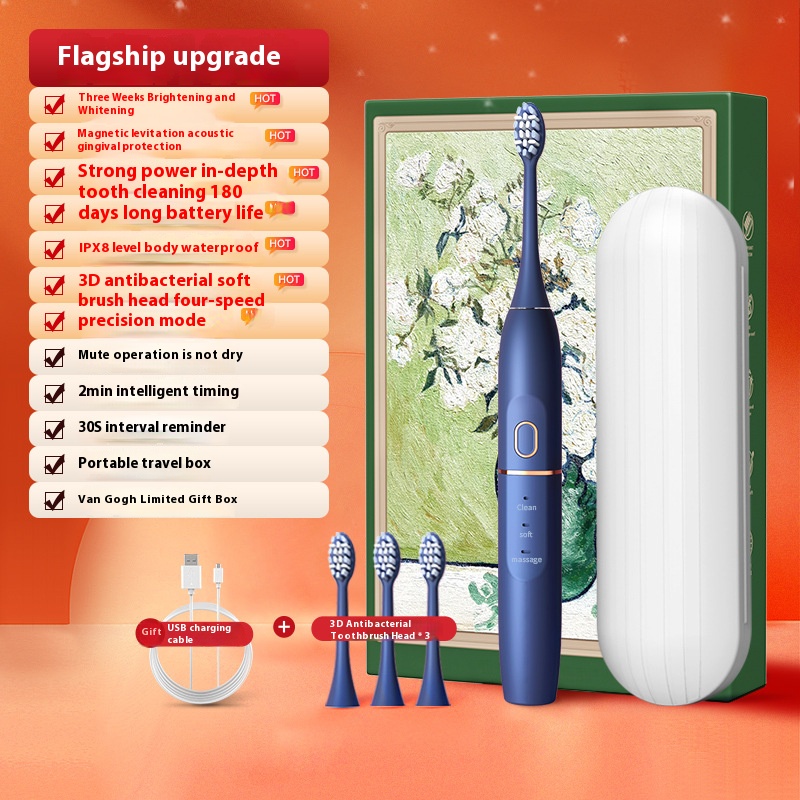 Flagship upgrade
Three Weeks Brightening and
Whitening
HOT
Magnetic levitation acoustic
gingival protection
HOT
Strong power in-depth
HOT
tooth cleaning 180
days long battery life
IPX8 level body waterproof
HOT
3D antibacterial soft
HOT
brush head four-speed
precision mode
Mute operation is not dry
2min intelligent timing
30S interval reminder
Portable travel box
Van Gogh Limited Gift Box
Clean
soft
massage
Gift
USB charging
cable
+
3D Antibacterial
Toothbrush Head * 3